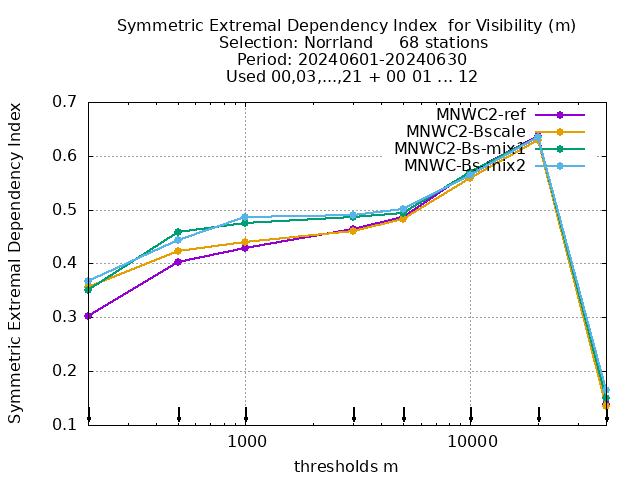 Symmetric Extremal Dependency Index  for Visibility (m)
Selection: Norrland     68 stations
Period: 20240601-20240630
Used 00,03,...,21 + 00 01 ... 12
Symmetric Extremal Dependency Index
0.7
0.6
0.5
0.4
0.3
0.2
0.1
MNWC2-ref
MNWC2-Bscale
MNWC2-Bs-mix1
MNWC-Bs-mix2
1000
10000
thresholds m